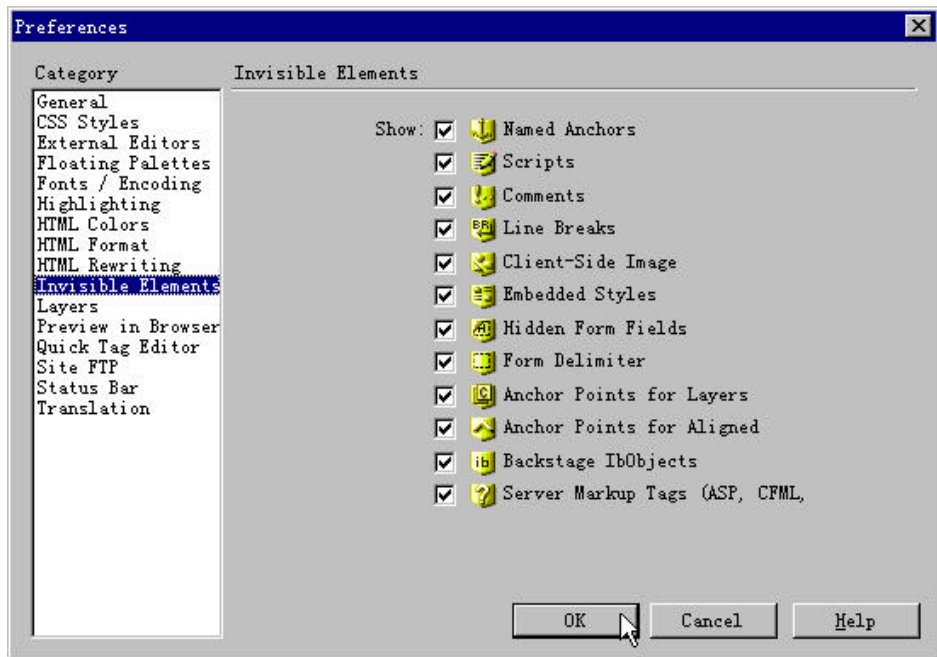 Preferences
Category
General
CSS Styles
External Editors
Floating Palettes
Fonts / Encoding
Highlighting
HTML Colors
HTML Format
HTML Rewriting
Invisible Elements
Layers
Preview in Browser
Quick Tag Editor
Site FTP
Status Bar
Translation
Invisible Elements
Show: Named Anchors
Scripts
Comments
BR Line Breaks
Client-Side Image
Embedded Styles
Hidden Form Fields
Form Delimiter
C Anchor Points for Layers
Anchor Points for Aligned
ib Backstage IbObjects
? Server Markup Tags (ASP, CFML,
OK Cancel Help